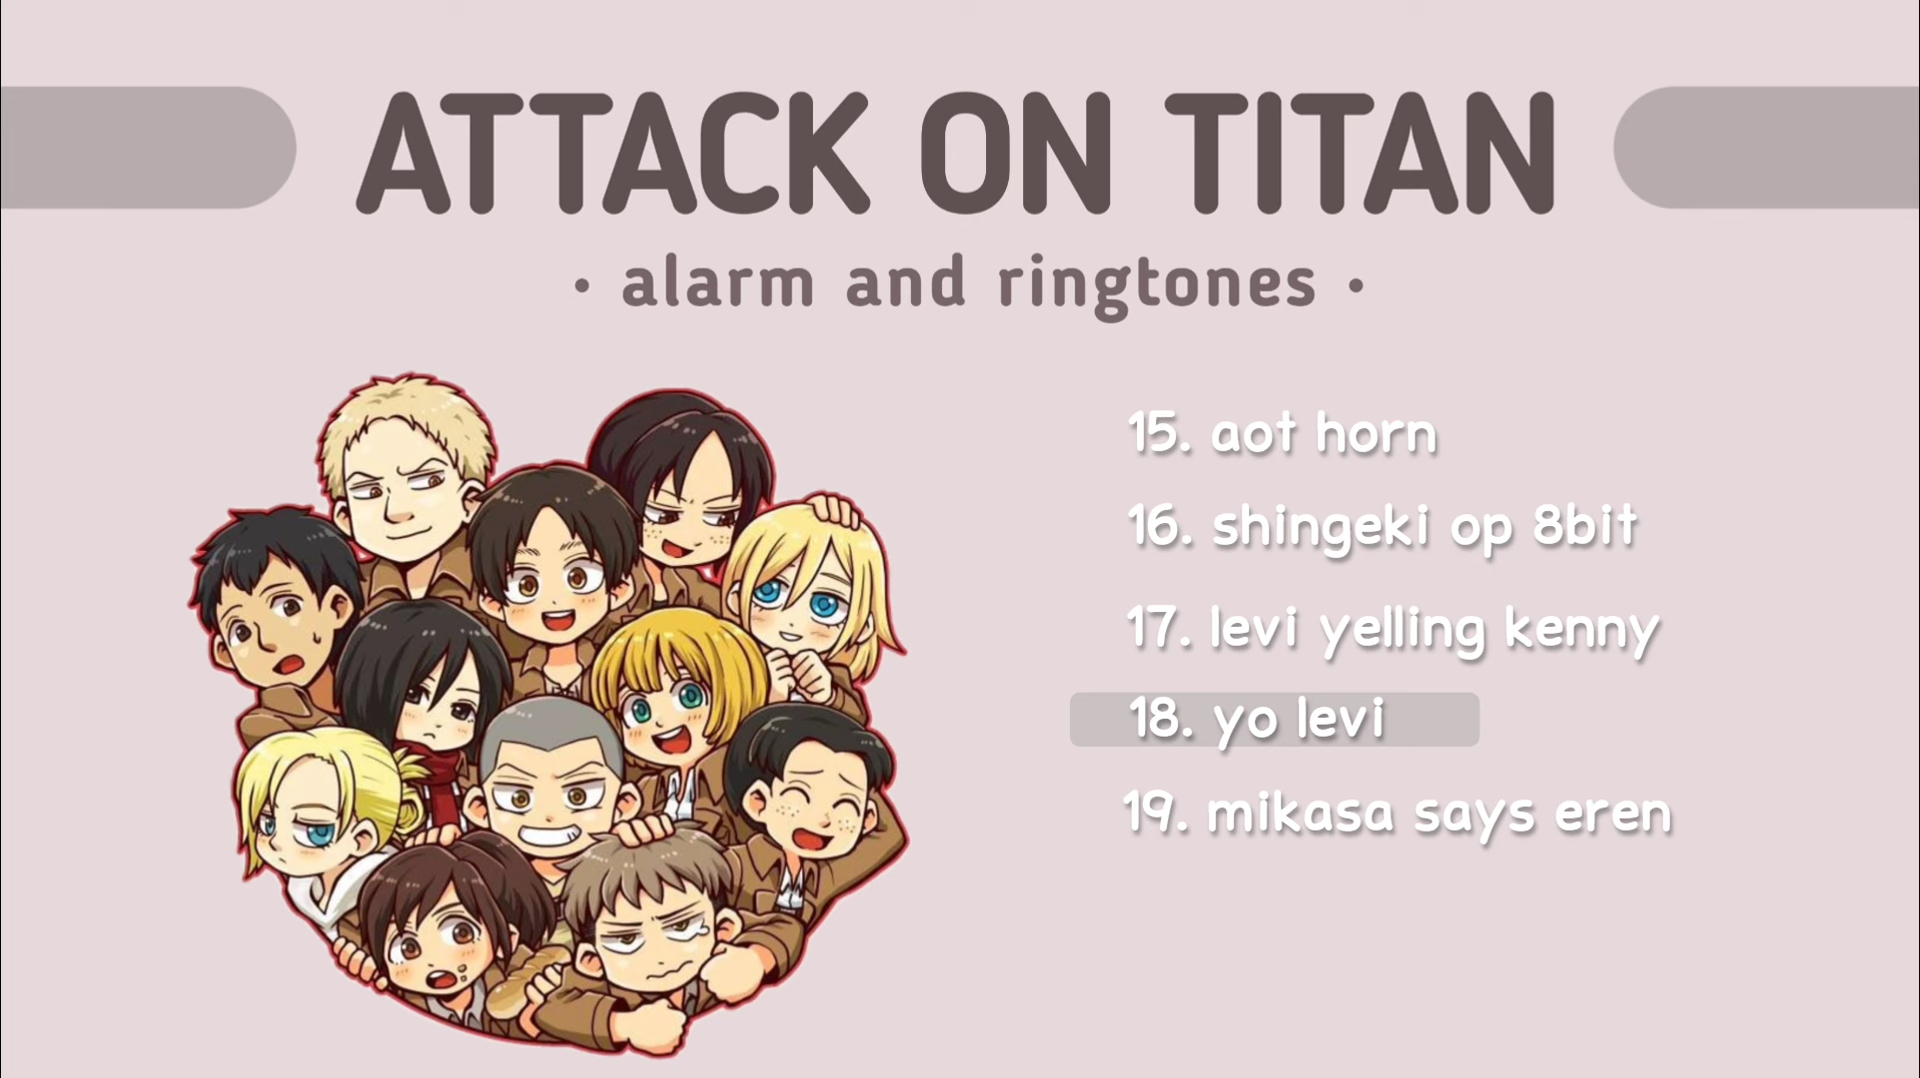 ATTACK ON TITAN
• alarm and ringtones •
15. aot horn
16. shingeki op 8bit
17. levi yelling kenny
18. yo levi
19. mikasa says eren